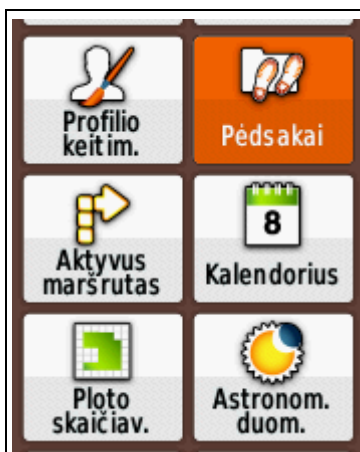 Profilio
keitim.
Pėdsakai
Aktyvus
maršrutas
8
Kalendorius
Ploto
skaičiav.
Astronom.
duom.